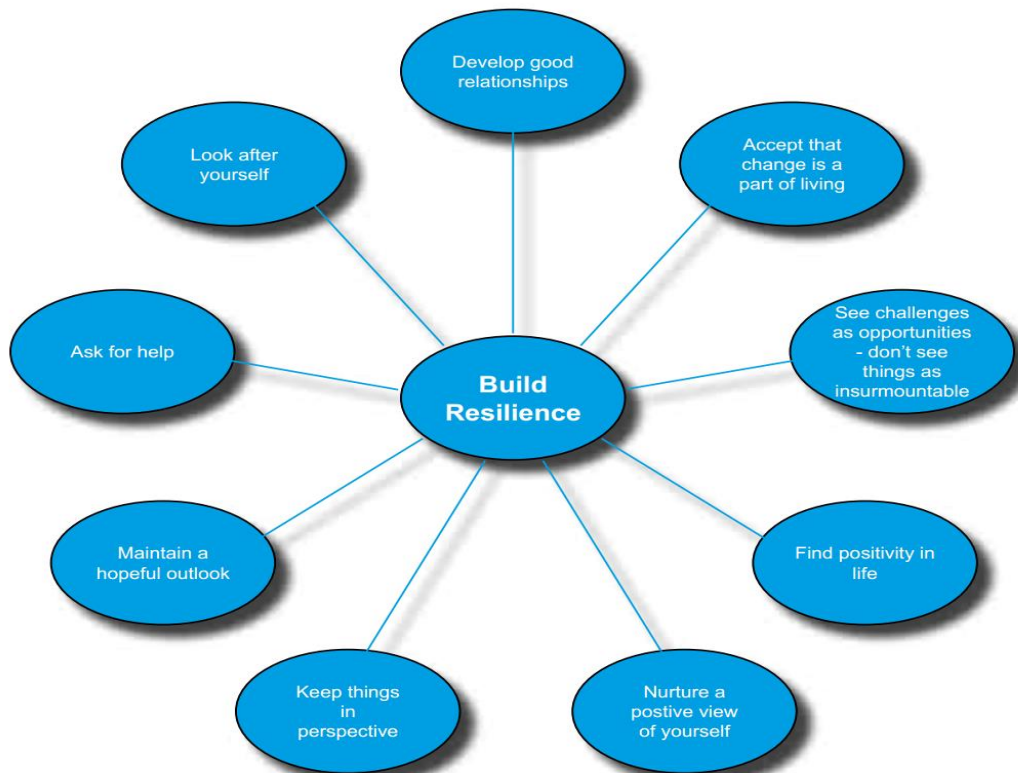 Develop good
relationships
Accept that
change is a
part of living
See challenges
as opportunities
- don't see
things as
insurmountable
Find positivity in
life
Nurture a
postive view
of yourself
Keep things
in
perspective
Maintain a
hopeful outlook
Ask for help
Look after
yourself
Build
Resilience